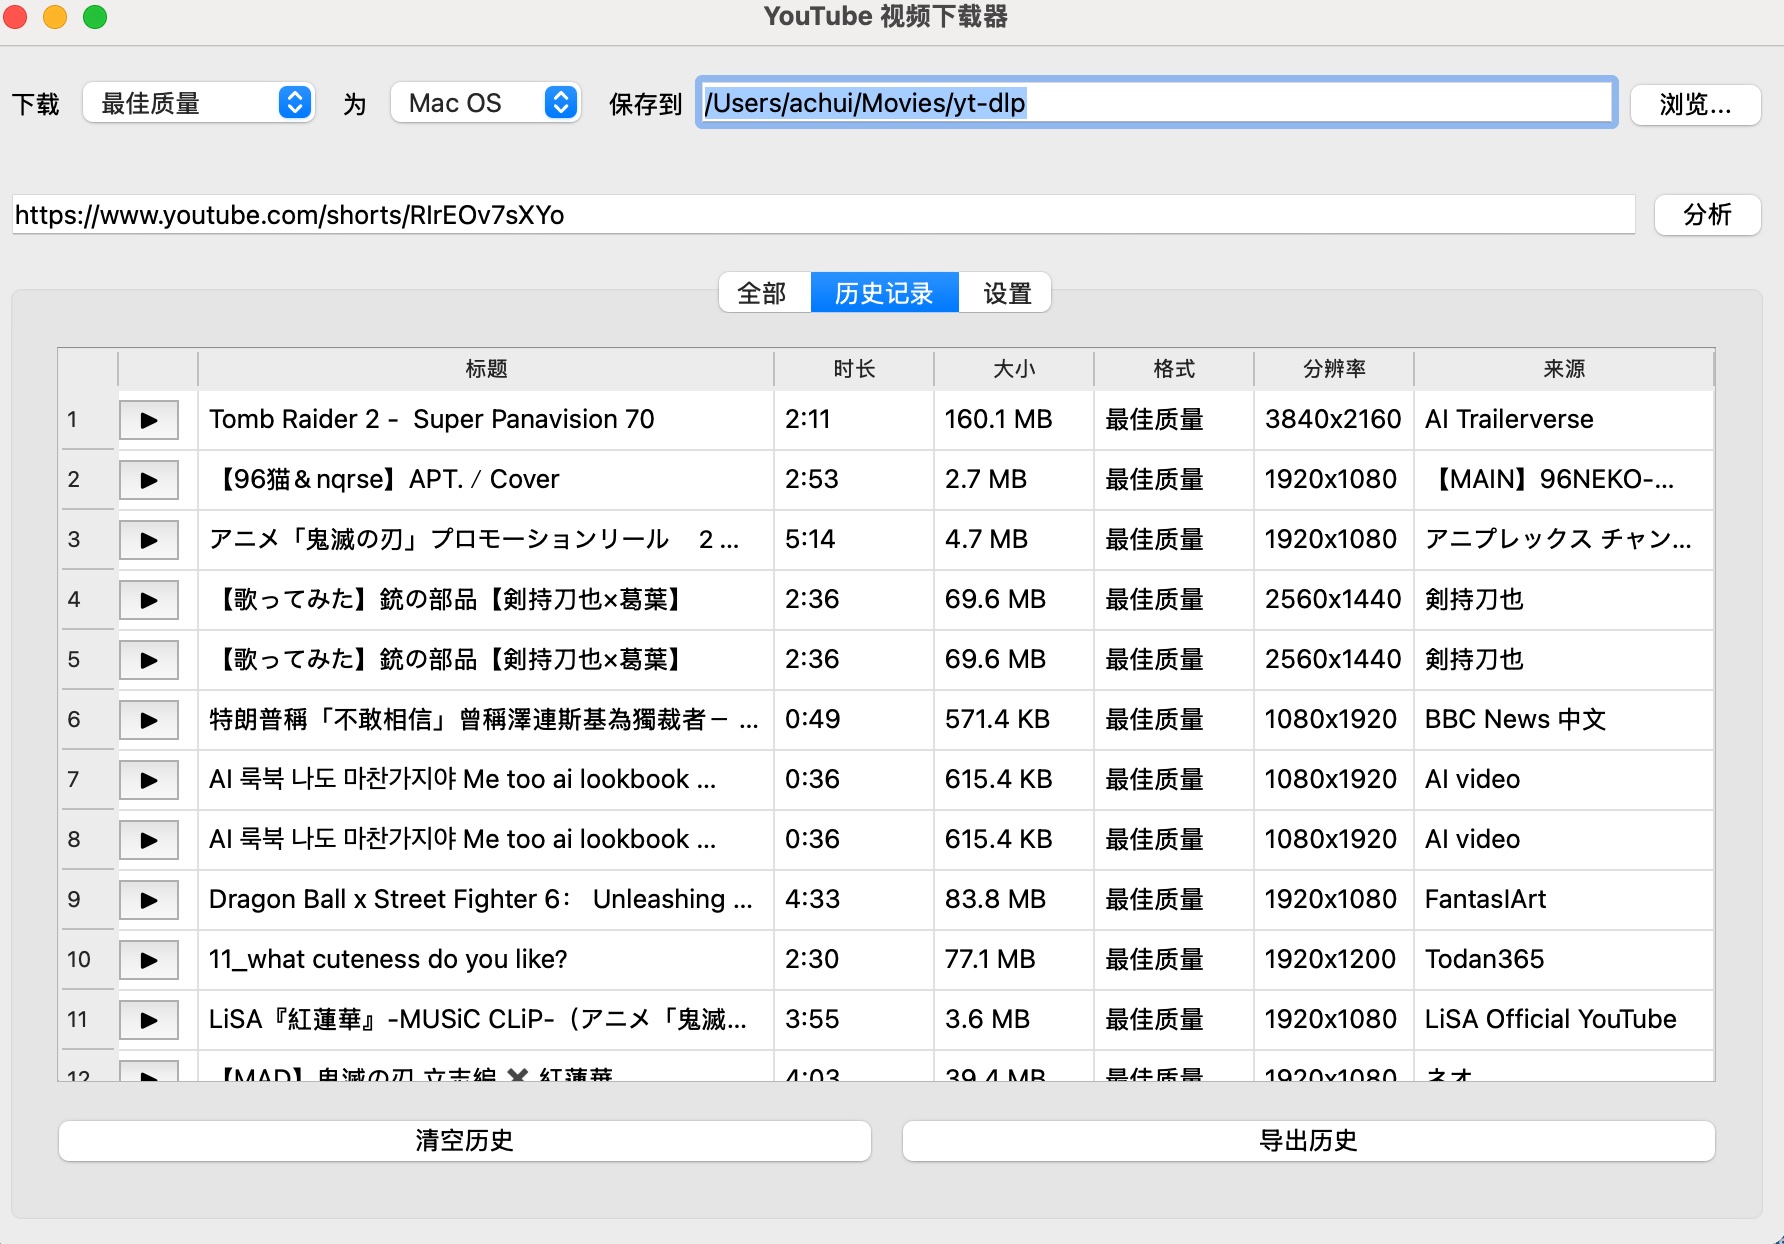 YouTube 视频下载器
下载 最佳质量 为 Mac OS 保存到 /Users/achui/Movies/yt-dlp 浏览...
https://www.youtube.com/shorts/RIrEOv7sXYo 分析
全部 历史记录 设置
标题 时长 大小 格式 分辨率 来源
1 Tomb Raider 2 - Super Panavision 70 2:11 160.1 MB 最佳质量 3840x2160 AI Trailerverse
2 【96猫＆nqrse】APT. / Cover 2:53 2.7 MB 最佳质量 1920x1080 【MAIN】96NEKO-...
3 アニメ「鬼滅の刃」プロモーションリール　2 ... 5:14 4.7 MB 最佳质量 1920x1080 アニプレックス チャン...
4 【歌ってみた】銃の部品【剣持刀也×葛葉】 2:36 69.6 MB 最佳质量 2560x1440 剣持刀也
5 【歌ってみた】銃の部品【剣持刀也×葛葉】 2:36 69.6 MB 最佳质量 2560x1440 剣持刀也
6 特朗普稱「不敢相信」曾稱澤連斯基為獨裁者－ ... 0:49 571.4 KB 最佳质量 1080x1920 BBC News 中文
7 AI 룩북 나도 마찬가지야 Me too ai lookbook ... 0:36 615.4 KB 最佳质量 1080x1920 AI video
8 AI 룩북 나도 마찬가지야 Me too ai lookbook ... 0:36 615.4 KB 最佳质量 1080x1920 AI video
9 Dragon Ball x Street Fighter 6： Unleashing ... 4:33 83.8 MB 最佳质量 1920x1080 FantasIArt
10 11_what cuteness do you like? 2:30 77.1 MB 最佳质量 1920x1200 Todan365
11 LiSA『紅蓮華』-MUSiC CLiP-（アニメ「鬼滅... 3:55 3.6 MB 最佳质量 1920x1080 LiSA Official YouTube
12 【MAD】鬼滅の刃 立志編 ✖ 紅蓮華 4:03 39.4 MB 最佳质量 1920x1080 ネオ
清空历史 导出历史